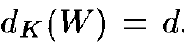 d_K(W) = d.